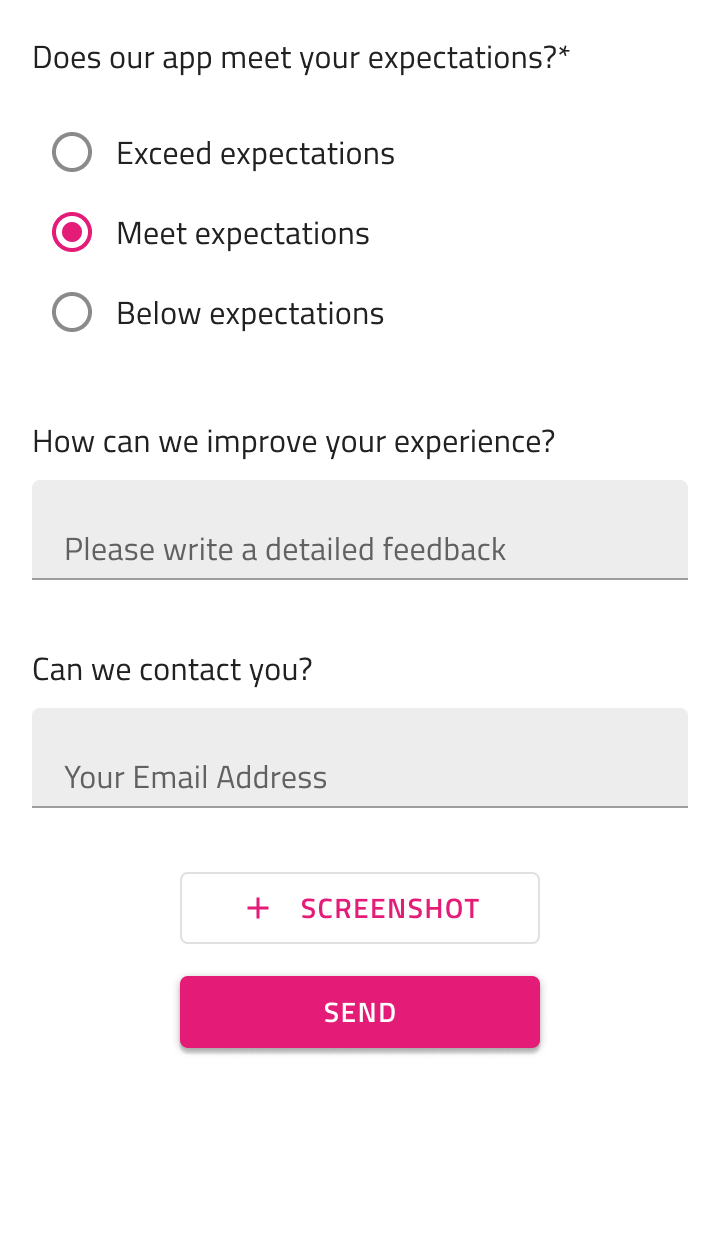 Does our app meet your expectations?*
Exceed expectations
Meet expectations
Below expectations
How can we improve your experience?
Please write a detailed feedback
Can we contact you?
Your Email Address
+ SCREENSHOT
SEND